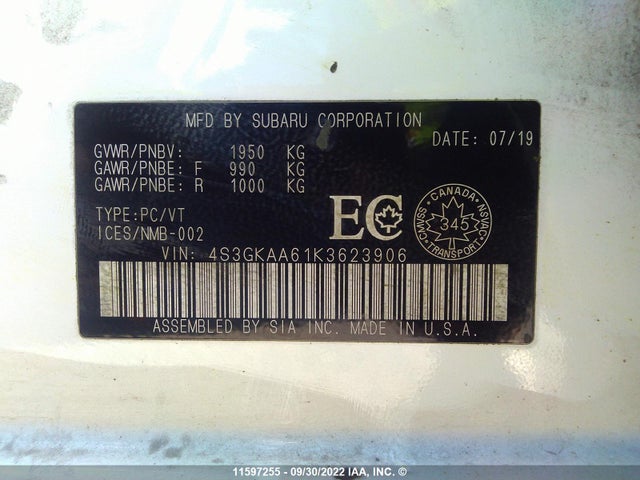 MFD BY SUBARU CORPORATION
DATE: 07/19
GVWR/PNBV: 1950 KG
GAWR/PNBE: F 990 KG
GAWR/PNBE: R 1000 KG
TYPE:PC/VT
ICES/NMB-002
EC
CANADA
CMVSS 345 NSVAC
TRANSPORT
VIN: 4S3GKAA61K3623906
ASSEMBLED BY SIA INC. MADE IN U.S.A.
11597255 - 09/30/2022 IAA, INC. ©